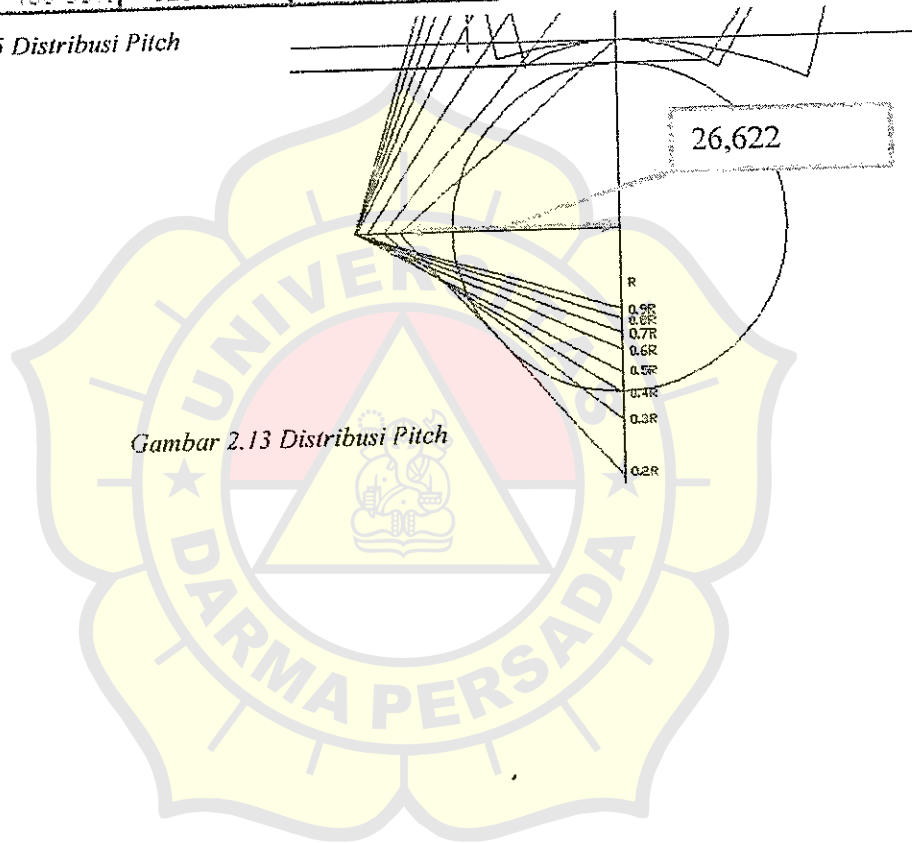 Distribusi Pitch
26,622
R
0.9R
0.8R
0.7R
0.6R
0.5R
0.4R
0.3R
0.2R
Gambar 2.13 Distribusi Pitch
UNIVERSITAS
DARMA PERSADA